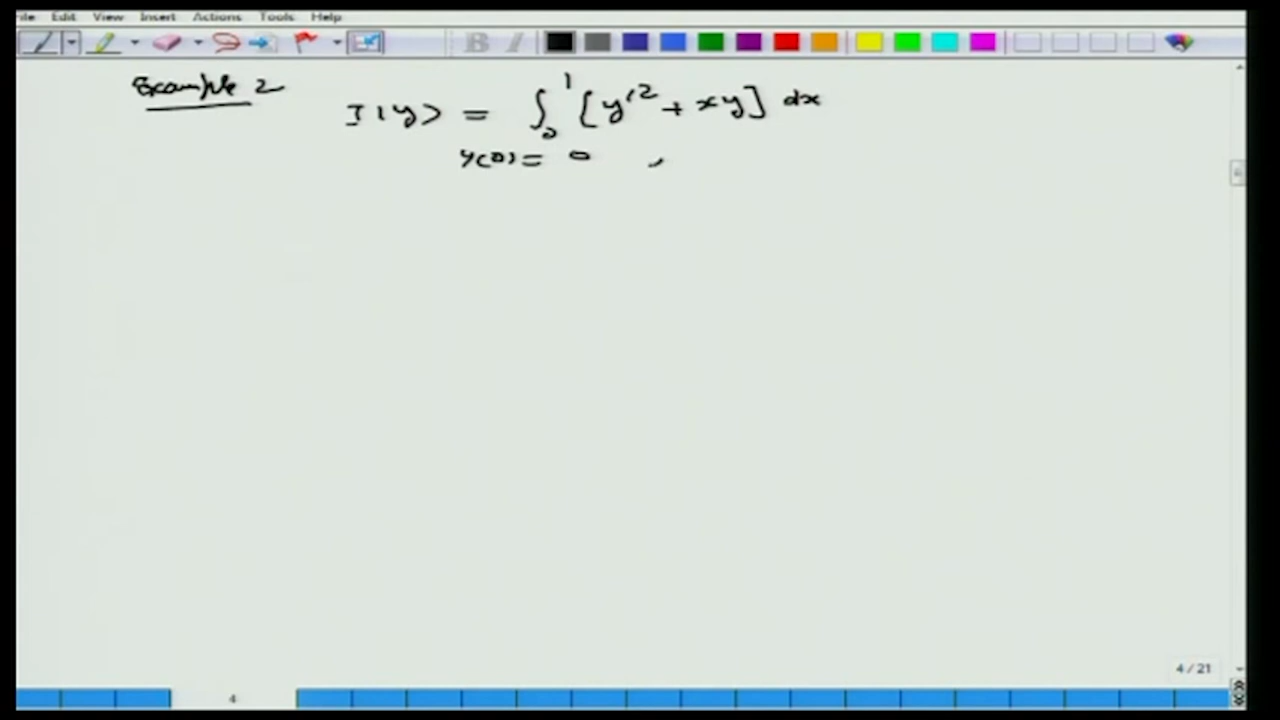 File Edit View Insert Actions Tools Help
B I
Example 2
I(y) = ∫₀¹ [y'² + xy] dx
y(0) = 0 ,
4 / 21
4